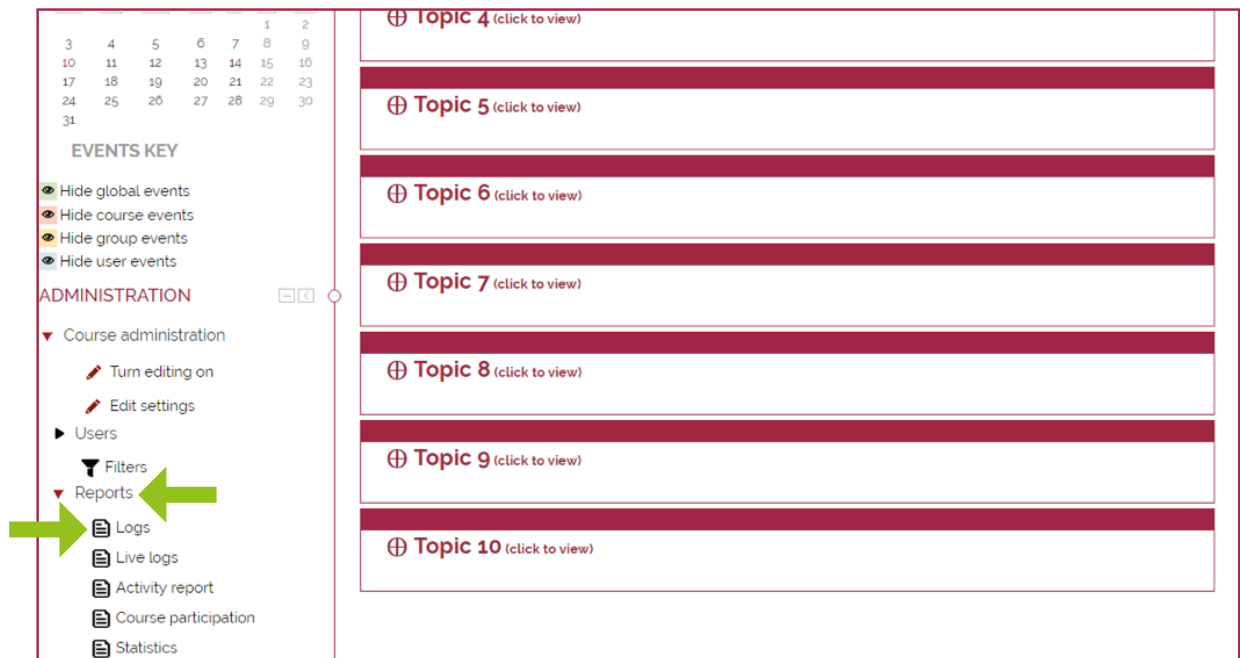 1 2
3 4 5 6 7 8 9
10 11 12 13 14 15 16
17 18 19 20 21 22 23
24 25 26 27 28 29 30
31
EVENTS KEY
Hide global events
Hide course events
Hide group events
Hide user events
ADMINISTRATION
Course administration
Turn editing on
Edit settings
Users
Filters
Reports
Logs
Live logs
Activity report
Course participation
Statistics
Topic 4 (click to view)
Topic 5 (click to view)
Topic 6 (click to view)
Topic 7 (click to view)
Topic 8 (click to view)
Topic 9 (click to view)
Topic 10 (click to view)